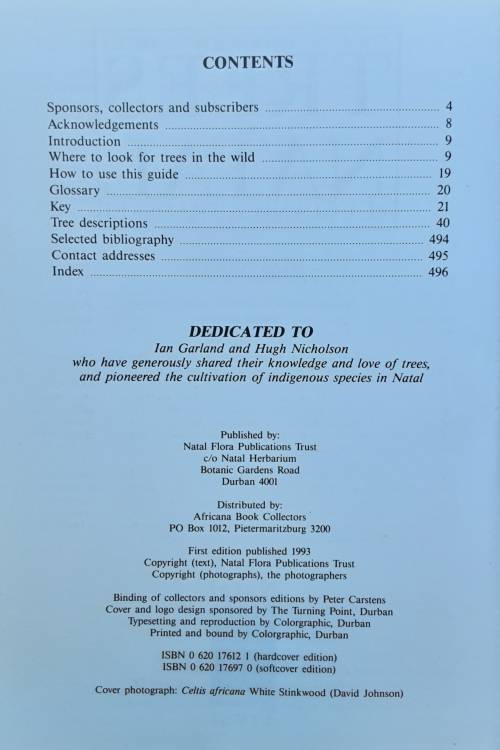 CONTENTS
Sponsors, collectors and subscribers ........ 4
Acknowledgements ........ 8
Introduction ........ 9
Where to look for trees in the wild ........ 9
How to use this guide ........ 19
Glossary ........ 20
Key ........ 21
Tree descriptions ........ 40
Selected bibliography ........ 494
Contact addresses ........ 495
Index ........ 496
DEDICATED TO
Ian Garland and Hugh Nicholson
who have generously shared their knowledge and love of trees,
and pioneered the cultivation of indigenous species in Natal
Published by:
Natal Flora Publications Trust
c/o Natal Herbarium
Botanic Gardens Road
Durban 4001
Distributed by:
Africana Book Collectors
PO Box 1012, Pietermaritzburg 3200
First edition published 1993
Copyright (text), Natal Flora Publications Trust
Copyright (photographs), the photographers
Binding of collectors and sponsors editions by Peter Carstens
Cover and logo design sponsored by The Turning Point, Durban
Typesetting and reproduction by Colorgraphic, Durban
Printed and bound by Colorgraphic, Durban
ISBN 0 620 17612 1 (hardcover edition)
ISBN 0 620 17697 0 (softcover edition)
Cover photograph: Celtis africana White Stinkwood (David Johnson)